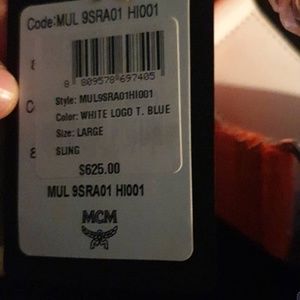 Code:MUL 9SRA01 HI001
8 809578 697405
Style: MUL9SRA01HI001
Color: WHITE LOGO T. BLUE
Size: LARGE
SLING
$625.00
MUL 9SRA01 HI001
MCM